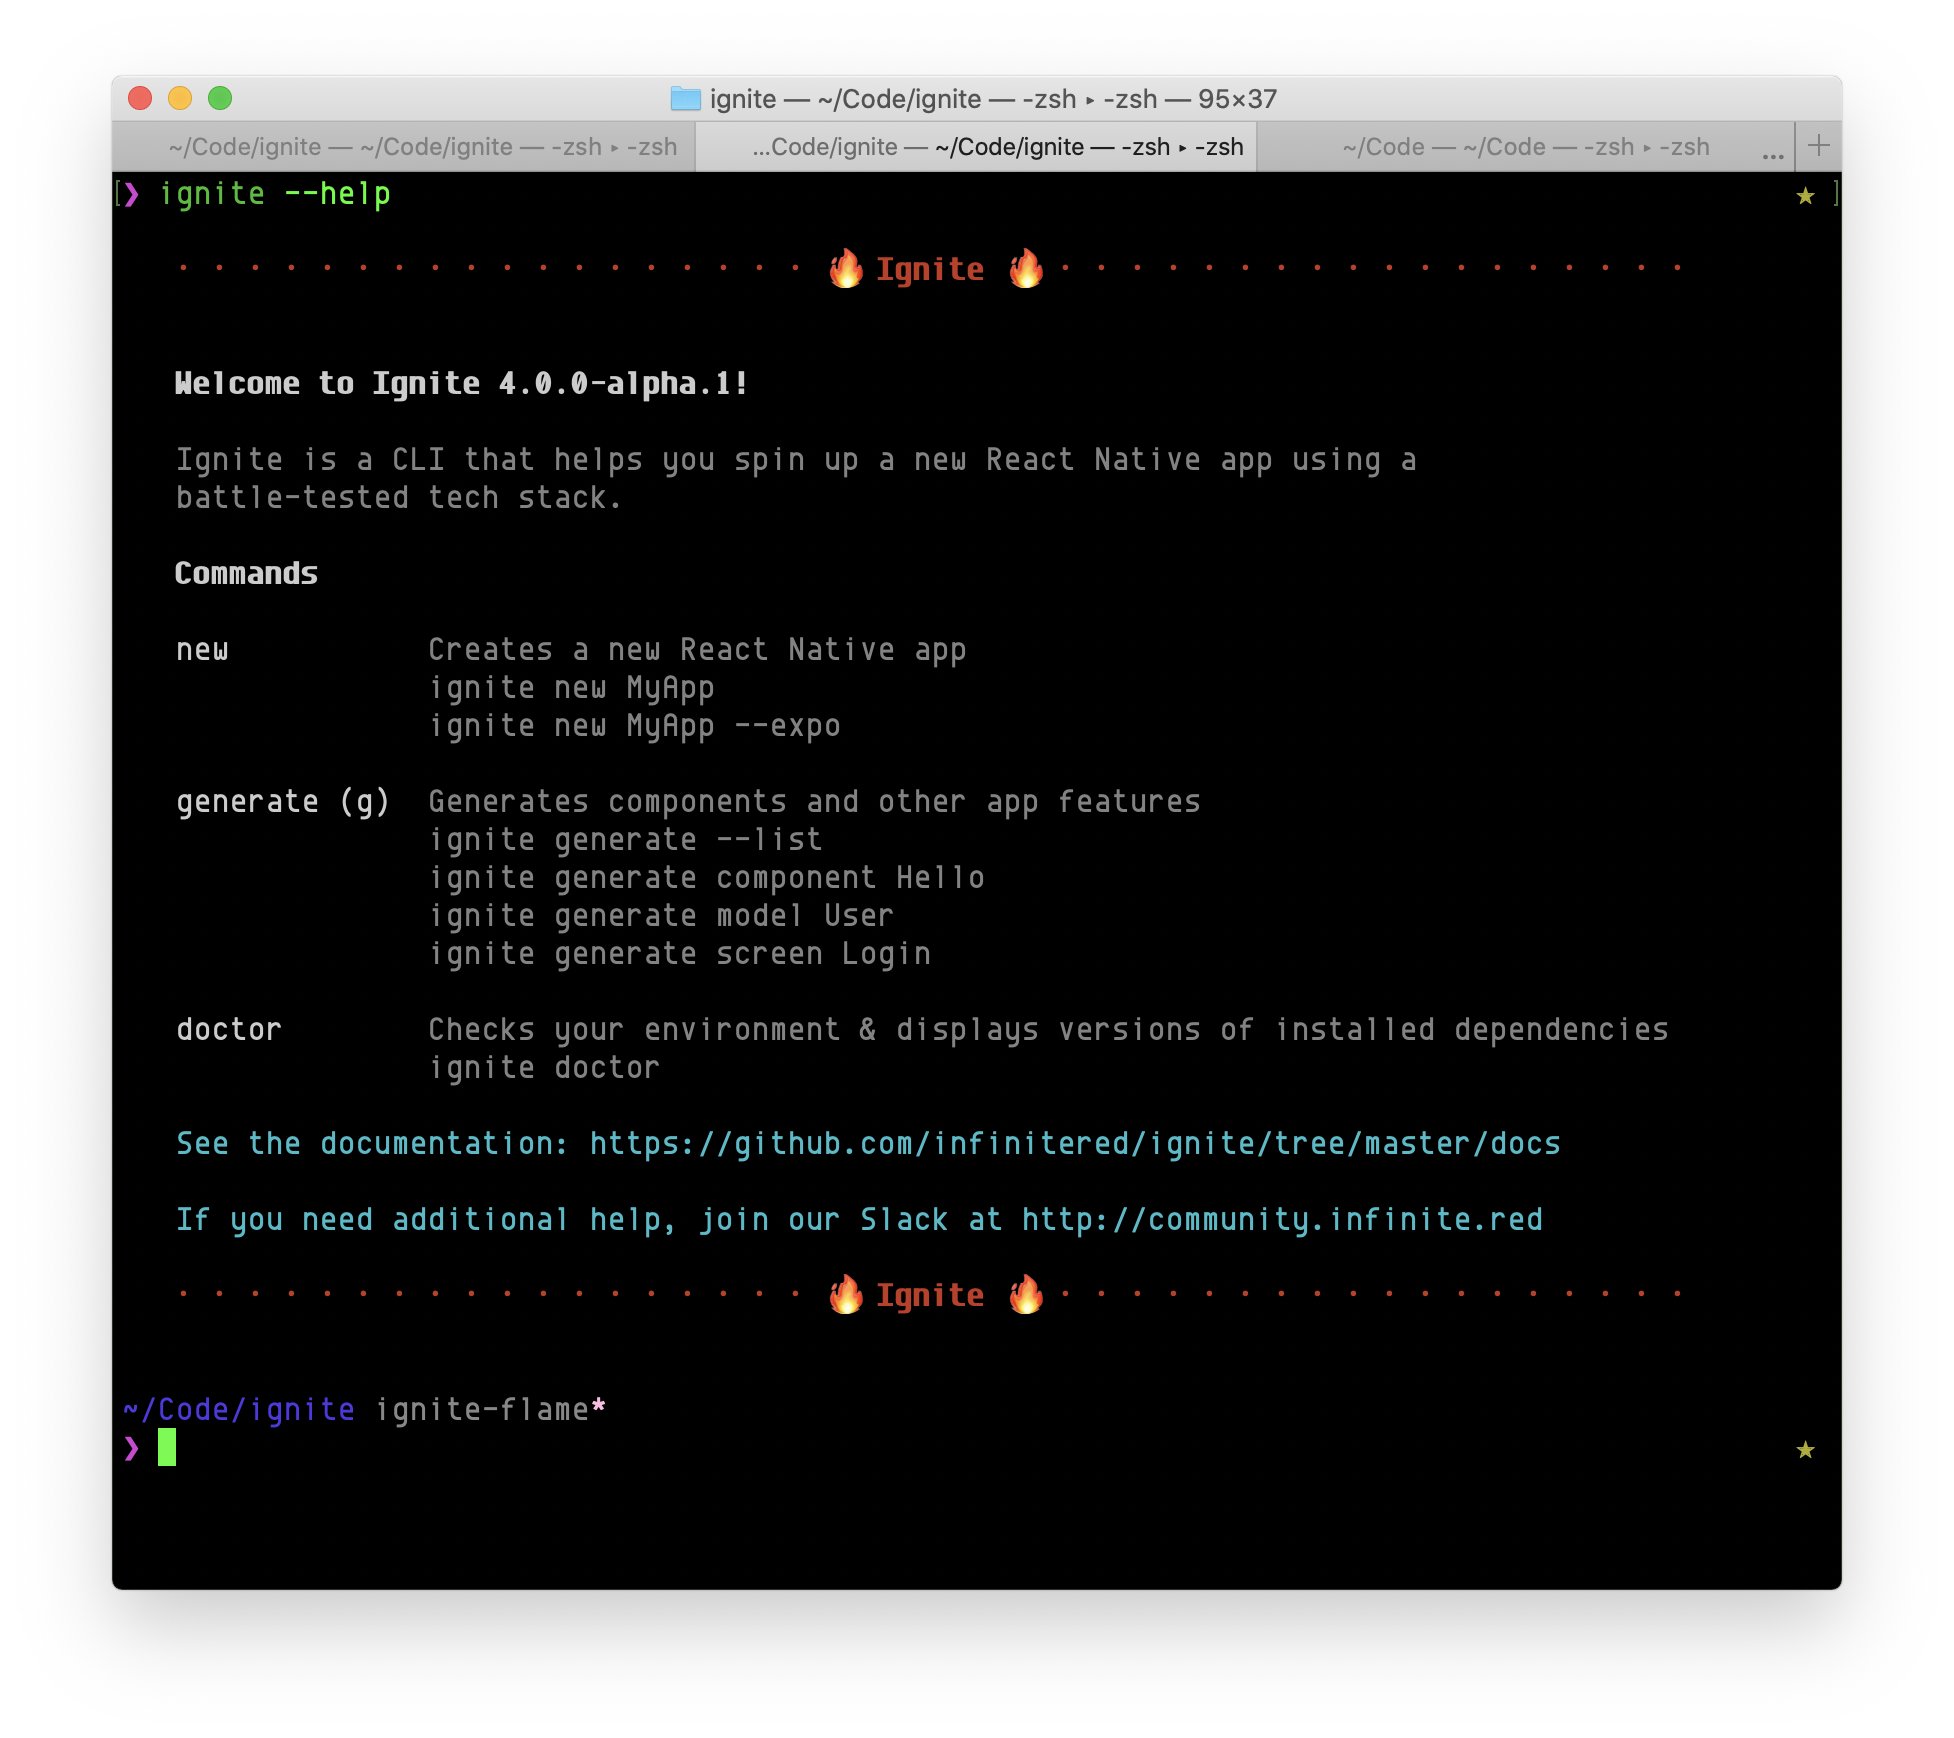 ignite — ~/Code/ignite — -zsh ▸ -zsh — 95×37
~/Code/ignite — ~/Code/ignite — -zsh ▸ -zsh
...Code/ignite — ~/Code/ignite — -zsh ▸ -zsh
~/Code — ~/Code — -zsh ▸ -zsh ... +
[❯ ignite --help ★ ]
· · · · · · · · · · · · · · · · · · 🔥 Ignite 🔥 · · · · · · · · · · · · · · · · · ·
Welcome to Ignite 4.0.0-alpha.1!
Ignite is a CLI that helps you spin up a new React Native app using a
battle-tested tech stack.
Commands
new Creates a new React Native app
ignite new MyApp
ignite new MyApp --expo
generate (g) Generates components and other app features
ignite generate --list
ignite generate component Hello
ignite generate model User
ignite generate screen Login
doctor Checks your environment & displays versions of installed dependencies
ignite doctor
See the documentation: https://github.com/infinitered/ignite/tree/master/docs
If you need additional help, join our Slack at http://community.infinite.red
· · · · · · · · · · · · · · · · · · 🔥 Ignite 🔥 · · · · · · · · · · · · · · · · · ·
~/Code/ignite ignite-flame*
❯ ★